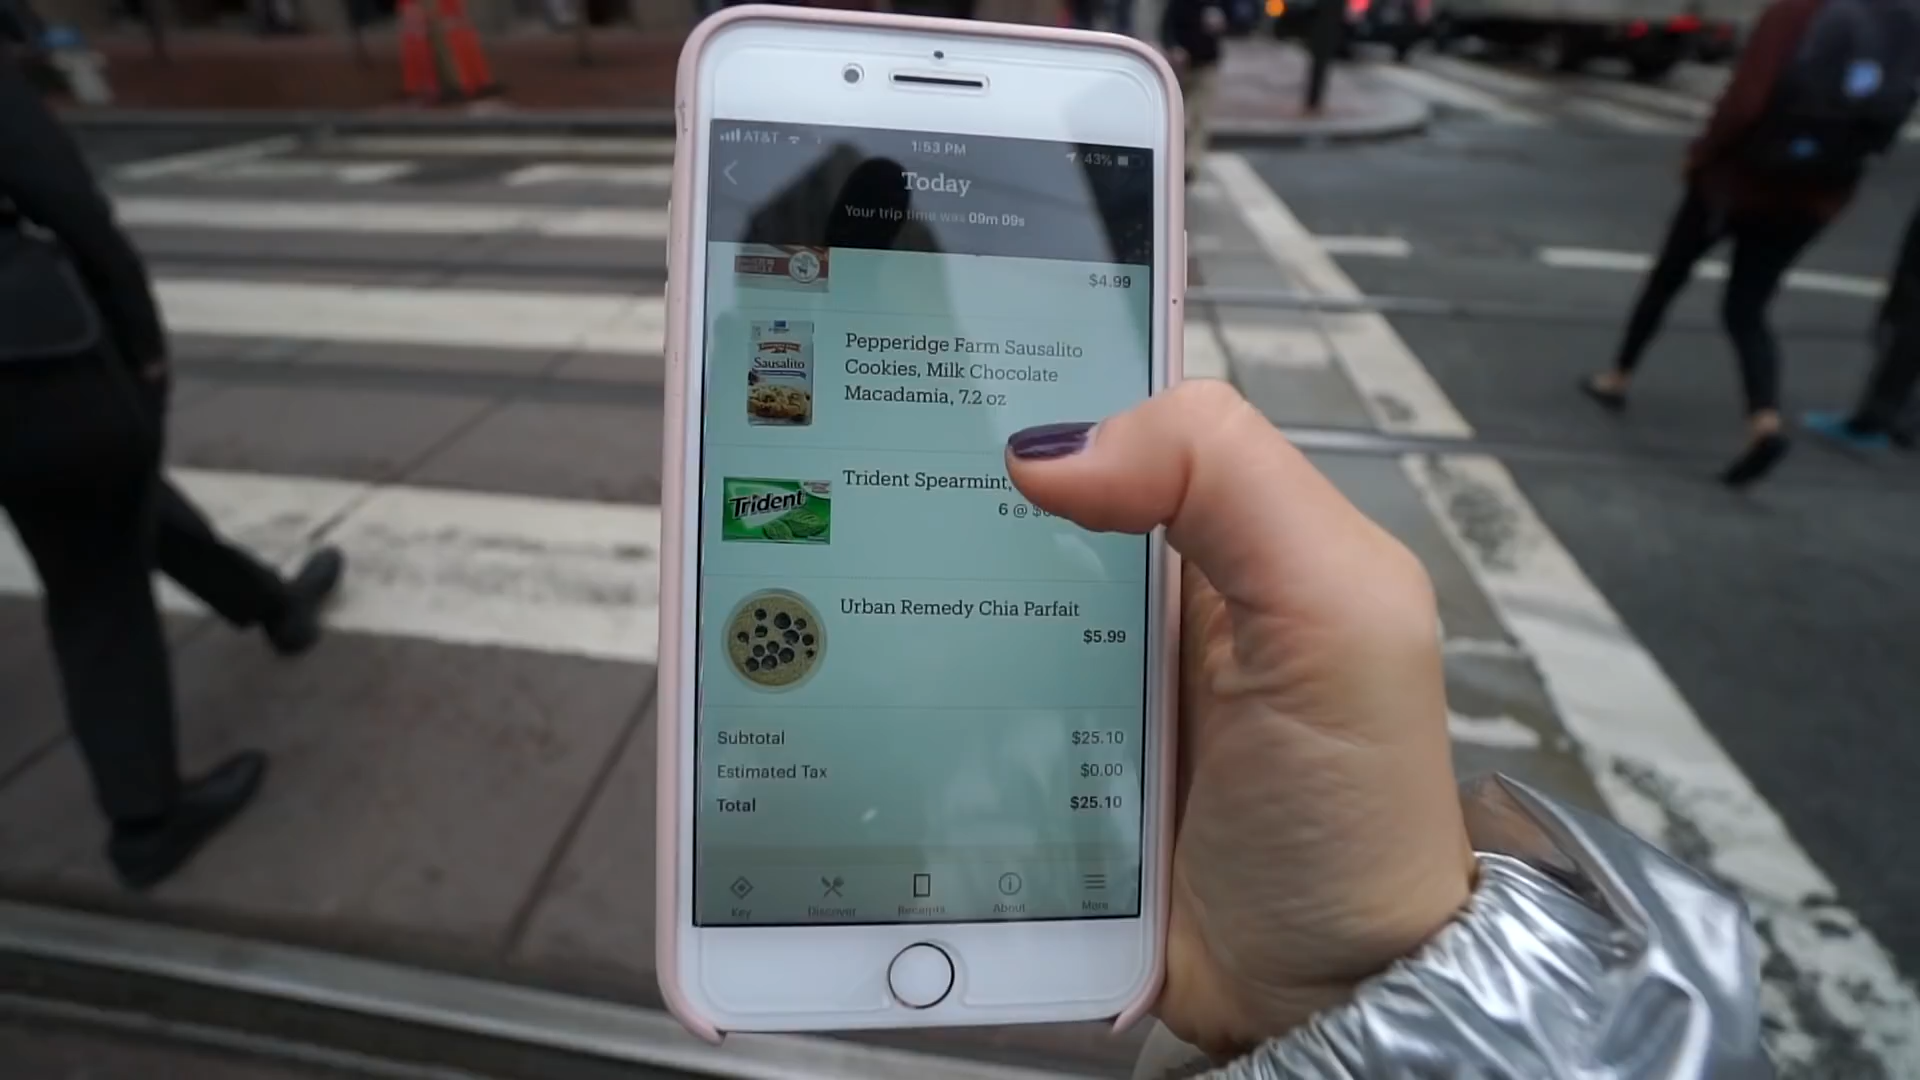 AT&T 1:53 PM 43%
Today
Your trip time was 09m 09s
$4.99
Sausalito
Pepperidge Farm Sausalito
Cookies, Milk Chocolate
Macadamia, 7.2 oz
Trident
Trident Spearmint,
6 @
Urban Remedy Chia Parfait
$5.99
Subtotal $25.10
Estimated Tax $0.00
Total $25.10
Key Discover Receipts About More